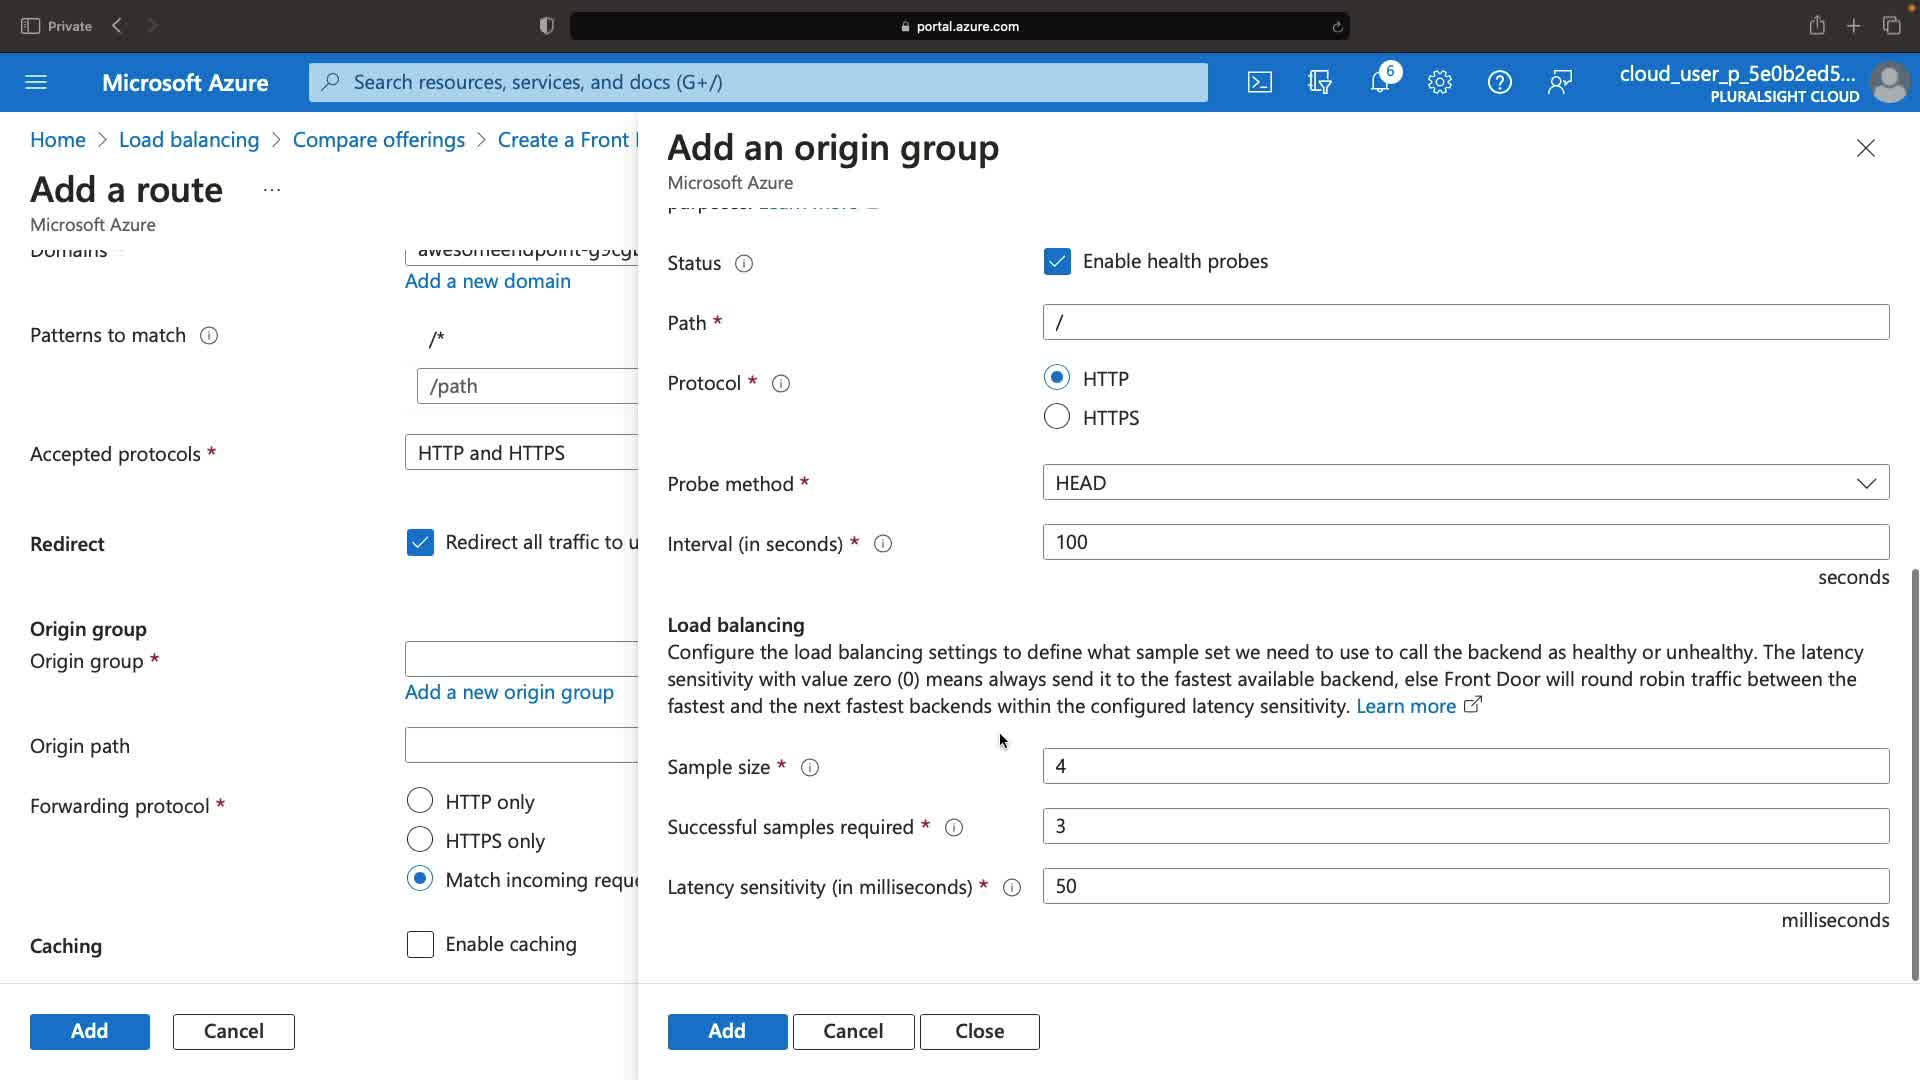 Private
portal.azure.com
Microsoft Azure
Search resources, services, and docs (G+/)
6
cloud_user_p_5e0b2ed5...
PLURALSIGHT CLOUD
Home > Load balancing > Compare offerings > Create a Front
Add a route ...
Microsoft Azure
Domains
awesomeendpoint-g9cgb
Add a new domain
Patterns to match
/*
/path
Accepted protocols *
HTTP and HTTPS
Redirect
Redirect all traffic to u
Origin group
Origin group *
Add a new origin group
Origin path
Forwarding protocol *
HTTP only
HTTPS only
Match incoming reque
Caching
Enable caching
Add
Cancel
Add an origin group
Microsoft Azure
purposes. Learn more
Status
Enable health probes
Path *
/
Protocol *
HTTP
HTTPS
Probe method *
HEAD
Interval (in seconds) *
100
seconds
Load balancing
Configure the load balancing settings to define what sample set we need to use to call the backend as healthy or unhealthy. The latency
sensitivity with value zero (0) means always send it to the fastest available backend, else Front Door will round robin traffic between the
fastest and the next fastest backends within the configured latency sensitivity. Learn more
Sample size *
4
Successful samples required *
3
Latency sensitivity (in milliseconds) *
50
milliseconds
Add
Cancel
Close